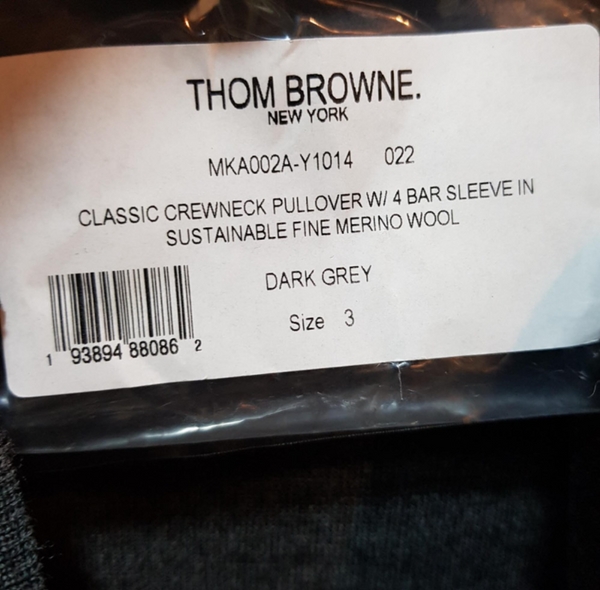 THOM BROWNE.
NEW YORK
MKA002A-Y1014 022
CLASSIC CREWNECK PULLOVER W/ 4 BAR SLEEVE IN
SUSTAINABLE FINE MERINO WOOL
DARK GREY
Size 3
1 93894 88086 2